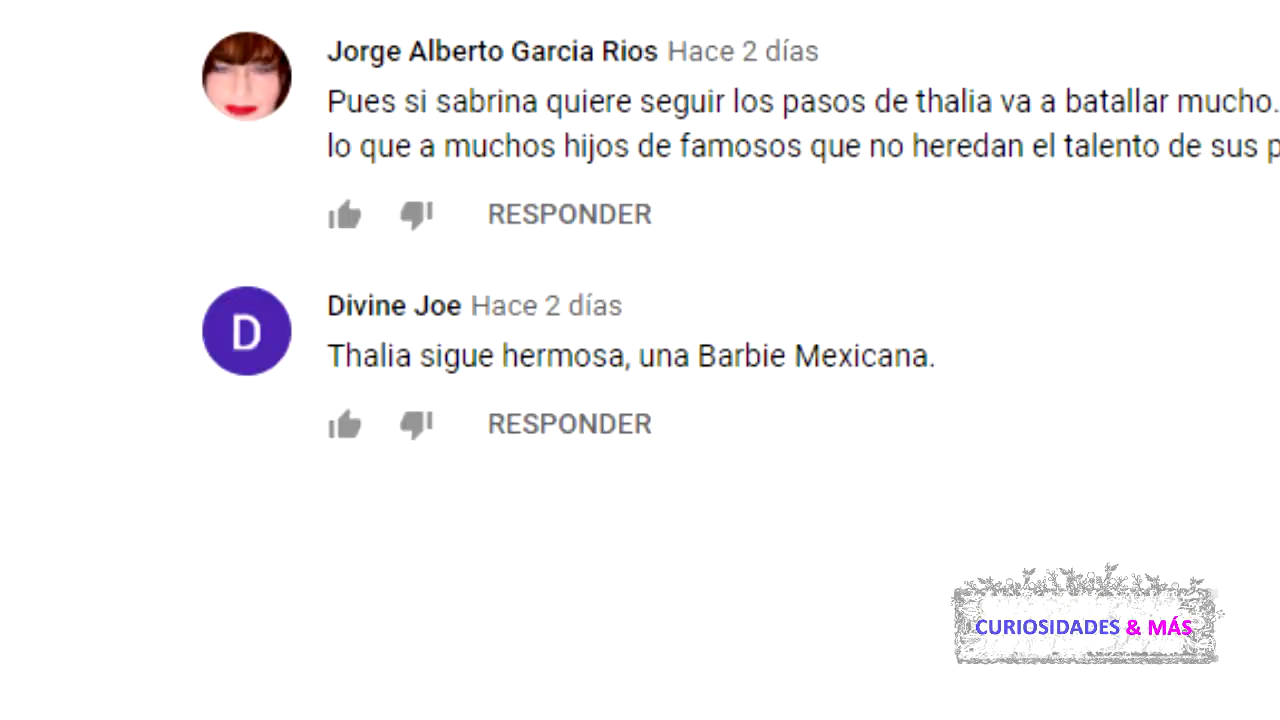 Jorge Alberto Garcia Rios Hace 2 días
Pues si sabrina quiere seguir los pasos de thalia va a batallar mucho.
lo que a muchos hijos de famosos que no heredan el talento de sus
RESPONDER
D
Divine Joe Hace 2 días
Thalia sigue hermosa, una Barbie Mexicana.
RESPONDER
CURIOSIDADES & MÁS